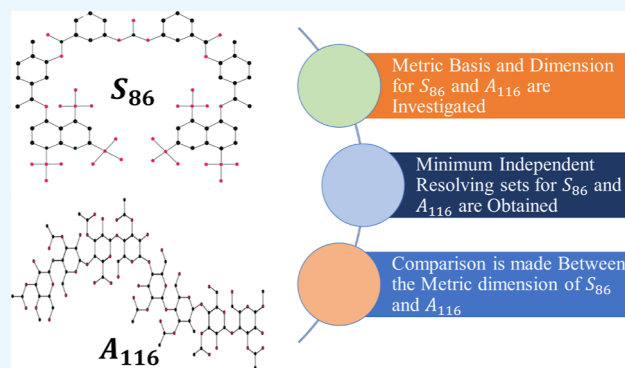 S₈₆
A₁₁₆
Metric Basis and Dimension
for S₈₆ and A₁₁₆ are
Investigated
Minimum Independent
Resolving sets for S₈₆ and
A₁₁₆ are Obtained
Comparison is made Between
the Metric dimension of S₈₆
and A₁₁₆